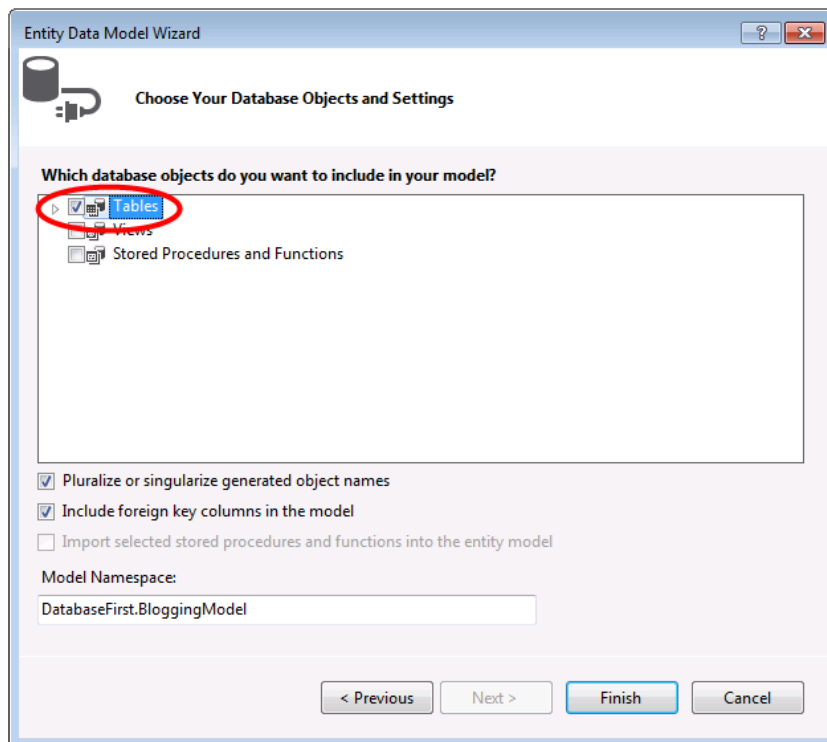 Entity Data Model Wizard
Choose Your Database Objects and Settings
Which database objects do you want to include in your model?
Tables
Views
Stored Procedures and Functions
Pluralize or singularize generated object names
Include foreign key columns in the model
Import selected stored procedures and functions into the entity model
Model Namespace:
DatabaseFirst.BloggingModel
< Previous Next > Finish Cancel